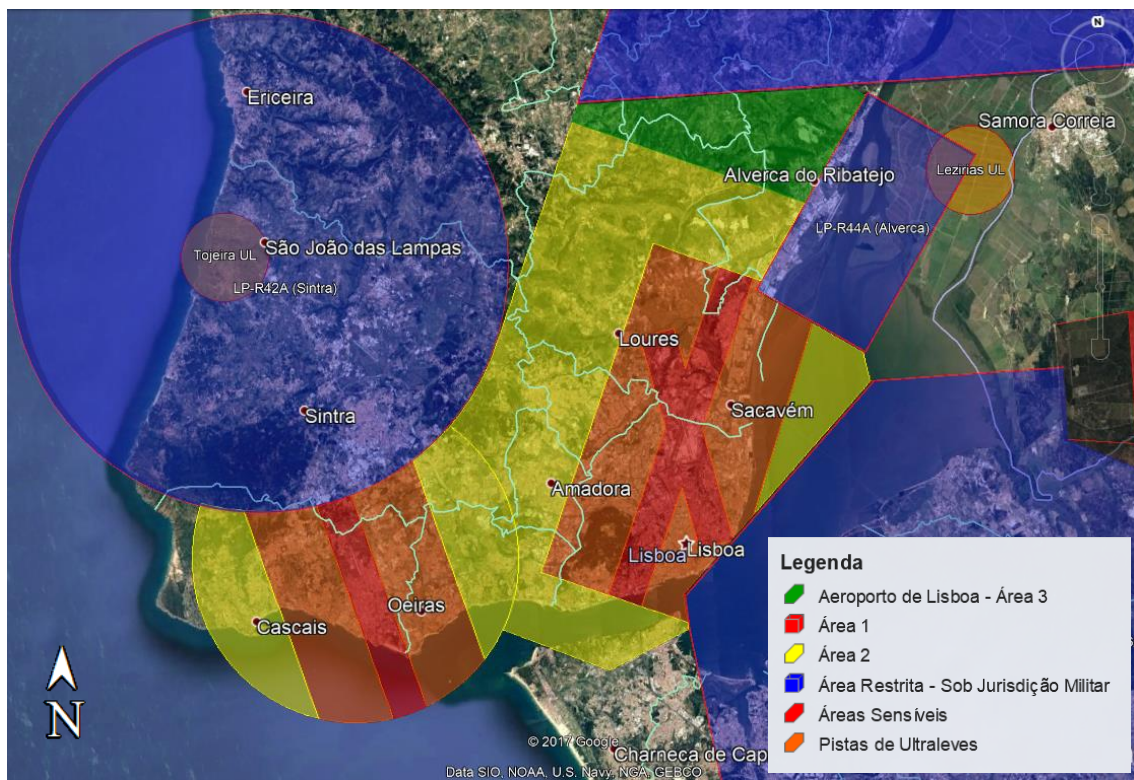 N
Ericeira
Samora Correia
Alverca do Ribatejo
Lezirias UL
LP-R44A (Alverca)
São João das Lampas
Tojeira UL
LP-R42A (Sintra)
Loures
Sintra
Sacavém
Amadora
Lisboa
Lisboa
Oeiras
Cascais
Legenda
Aeroporto de Lisboa - Área 3
Área 1
Área 2
Área Restrita - Sob Jurisdição Militar
Áreas Sensíveis
Pistas de Ultraleves
N
© 2017 Google
Charneca de Cap
Data SIO, NOAA, U.S. Navy, NGA, GEBCO